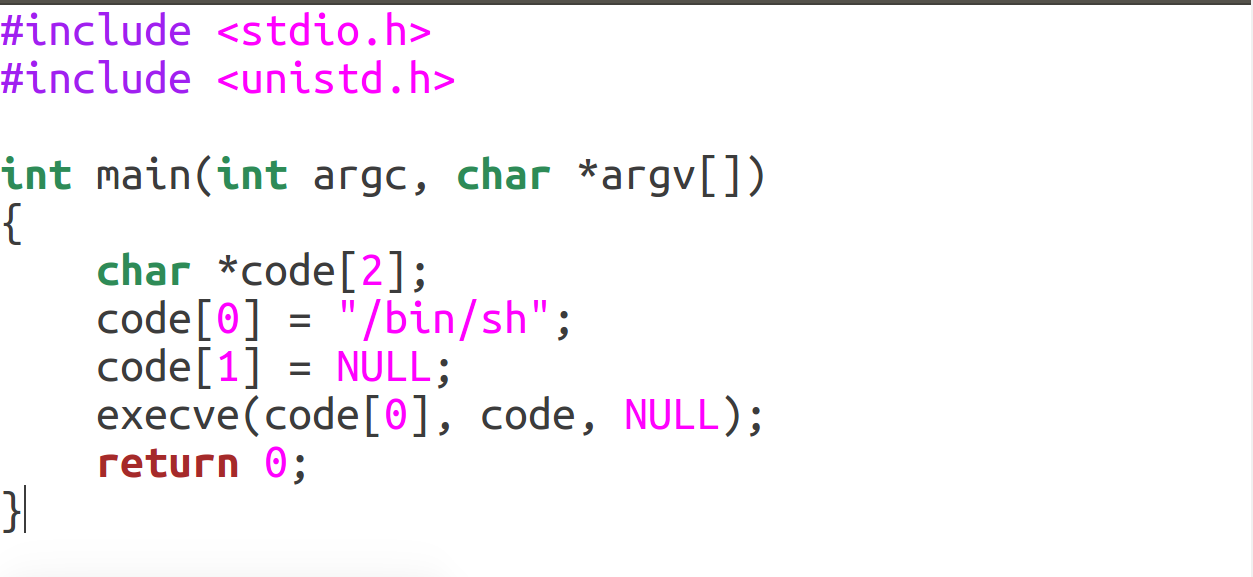 #include <stdio.h>
#include <unistd.h>

int main(int argc, char *argv[])
{
    char *code[2];
    code[0] = "/bin/sh";
    code[1] = NULL;
    execve(code[0], code, NULL);
    return 0;
}